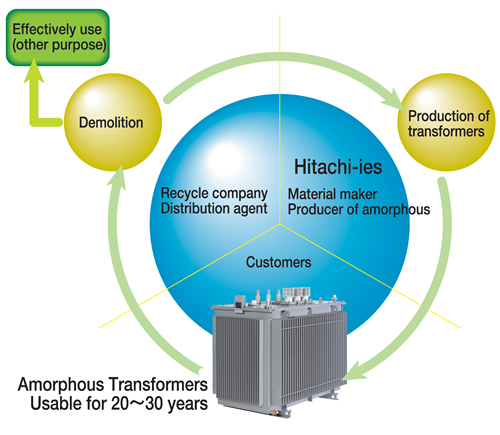 Effectively use
(other purpose)
Demolition
Production of
transformers
Hitachi-ies
Recycle company
Distribution agent
Material maker
Producer of amorphous
Customers
Amorphous Transformers
Usable for 20～30 years